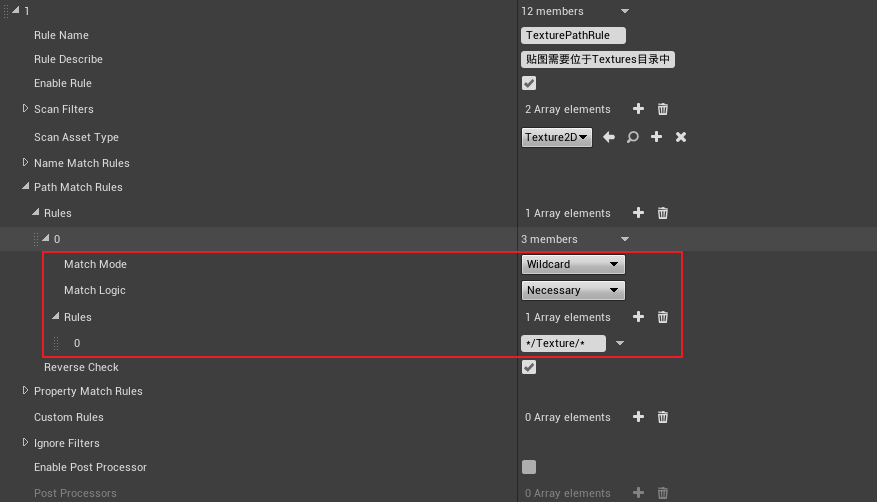 1 12 members
Rule Name TexturePathRule
Rule Describe 贴图需要位于Textures目录中
Enable Rule
Scan Filters 2 Array elements
Scan Asset Type Texture2D
Name Match Rules
Path Match Rules
Rules 1 Array elements
0 3 members
Match Mode Wildcard
Match Logic Necessary
Rules 1 Array elements
0 */Texture/*
Reverse Check
Property Match Rules
Custom Rules 0 Array elements
Ignore Filters
Enable Post Processor
Post Processors 0 Array elements